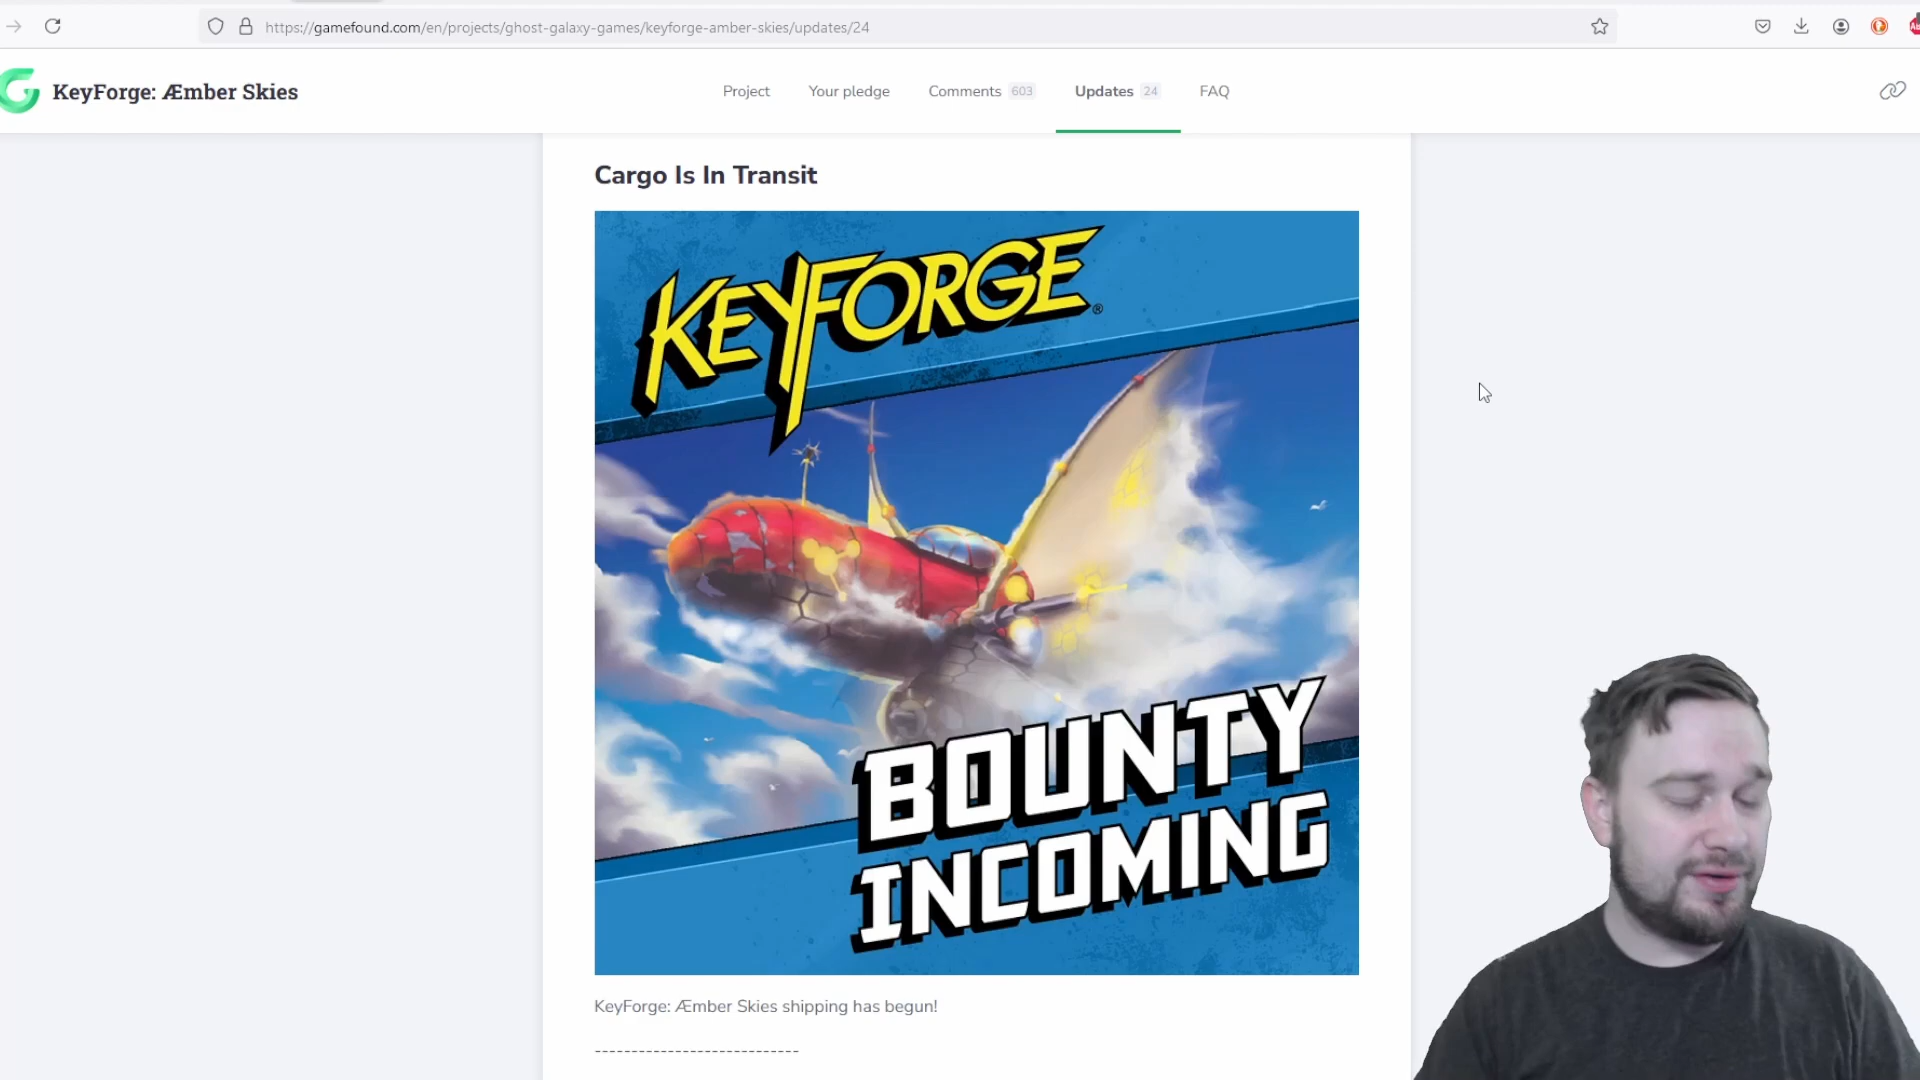 https://gamefound.com/en/projects/ghost-galaxy-games/keyforge-amber-skies/updates/24
KeyForge: Æmber Skies
Project
Your pledge
Comments 603
Updates 24
FAQ
Cargo Is In Transit
KEYFORGE®
BOUNTY
INCOMING
KeyForge: Æmber Skies shipping has begun!
----------------------------